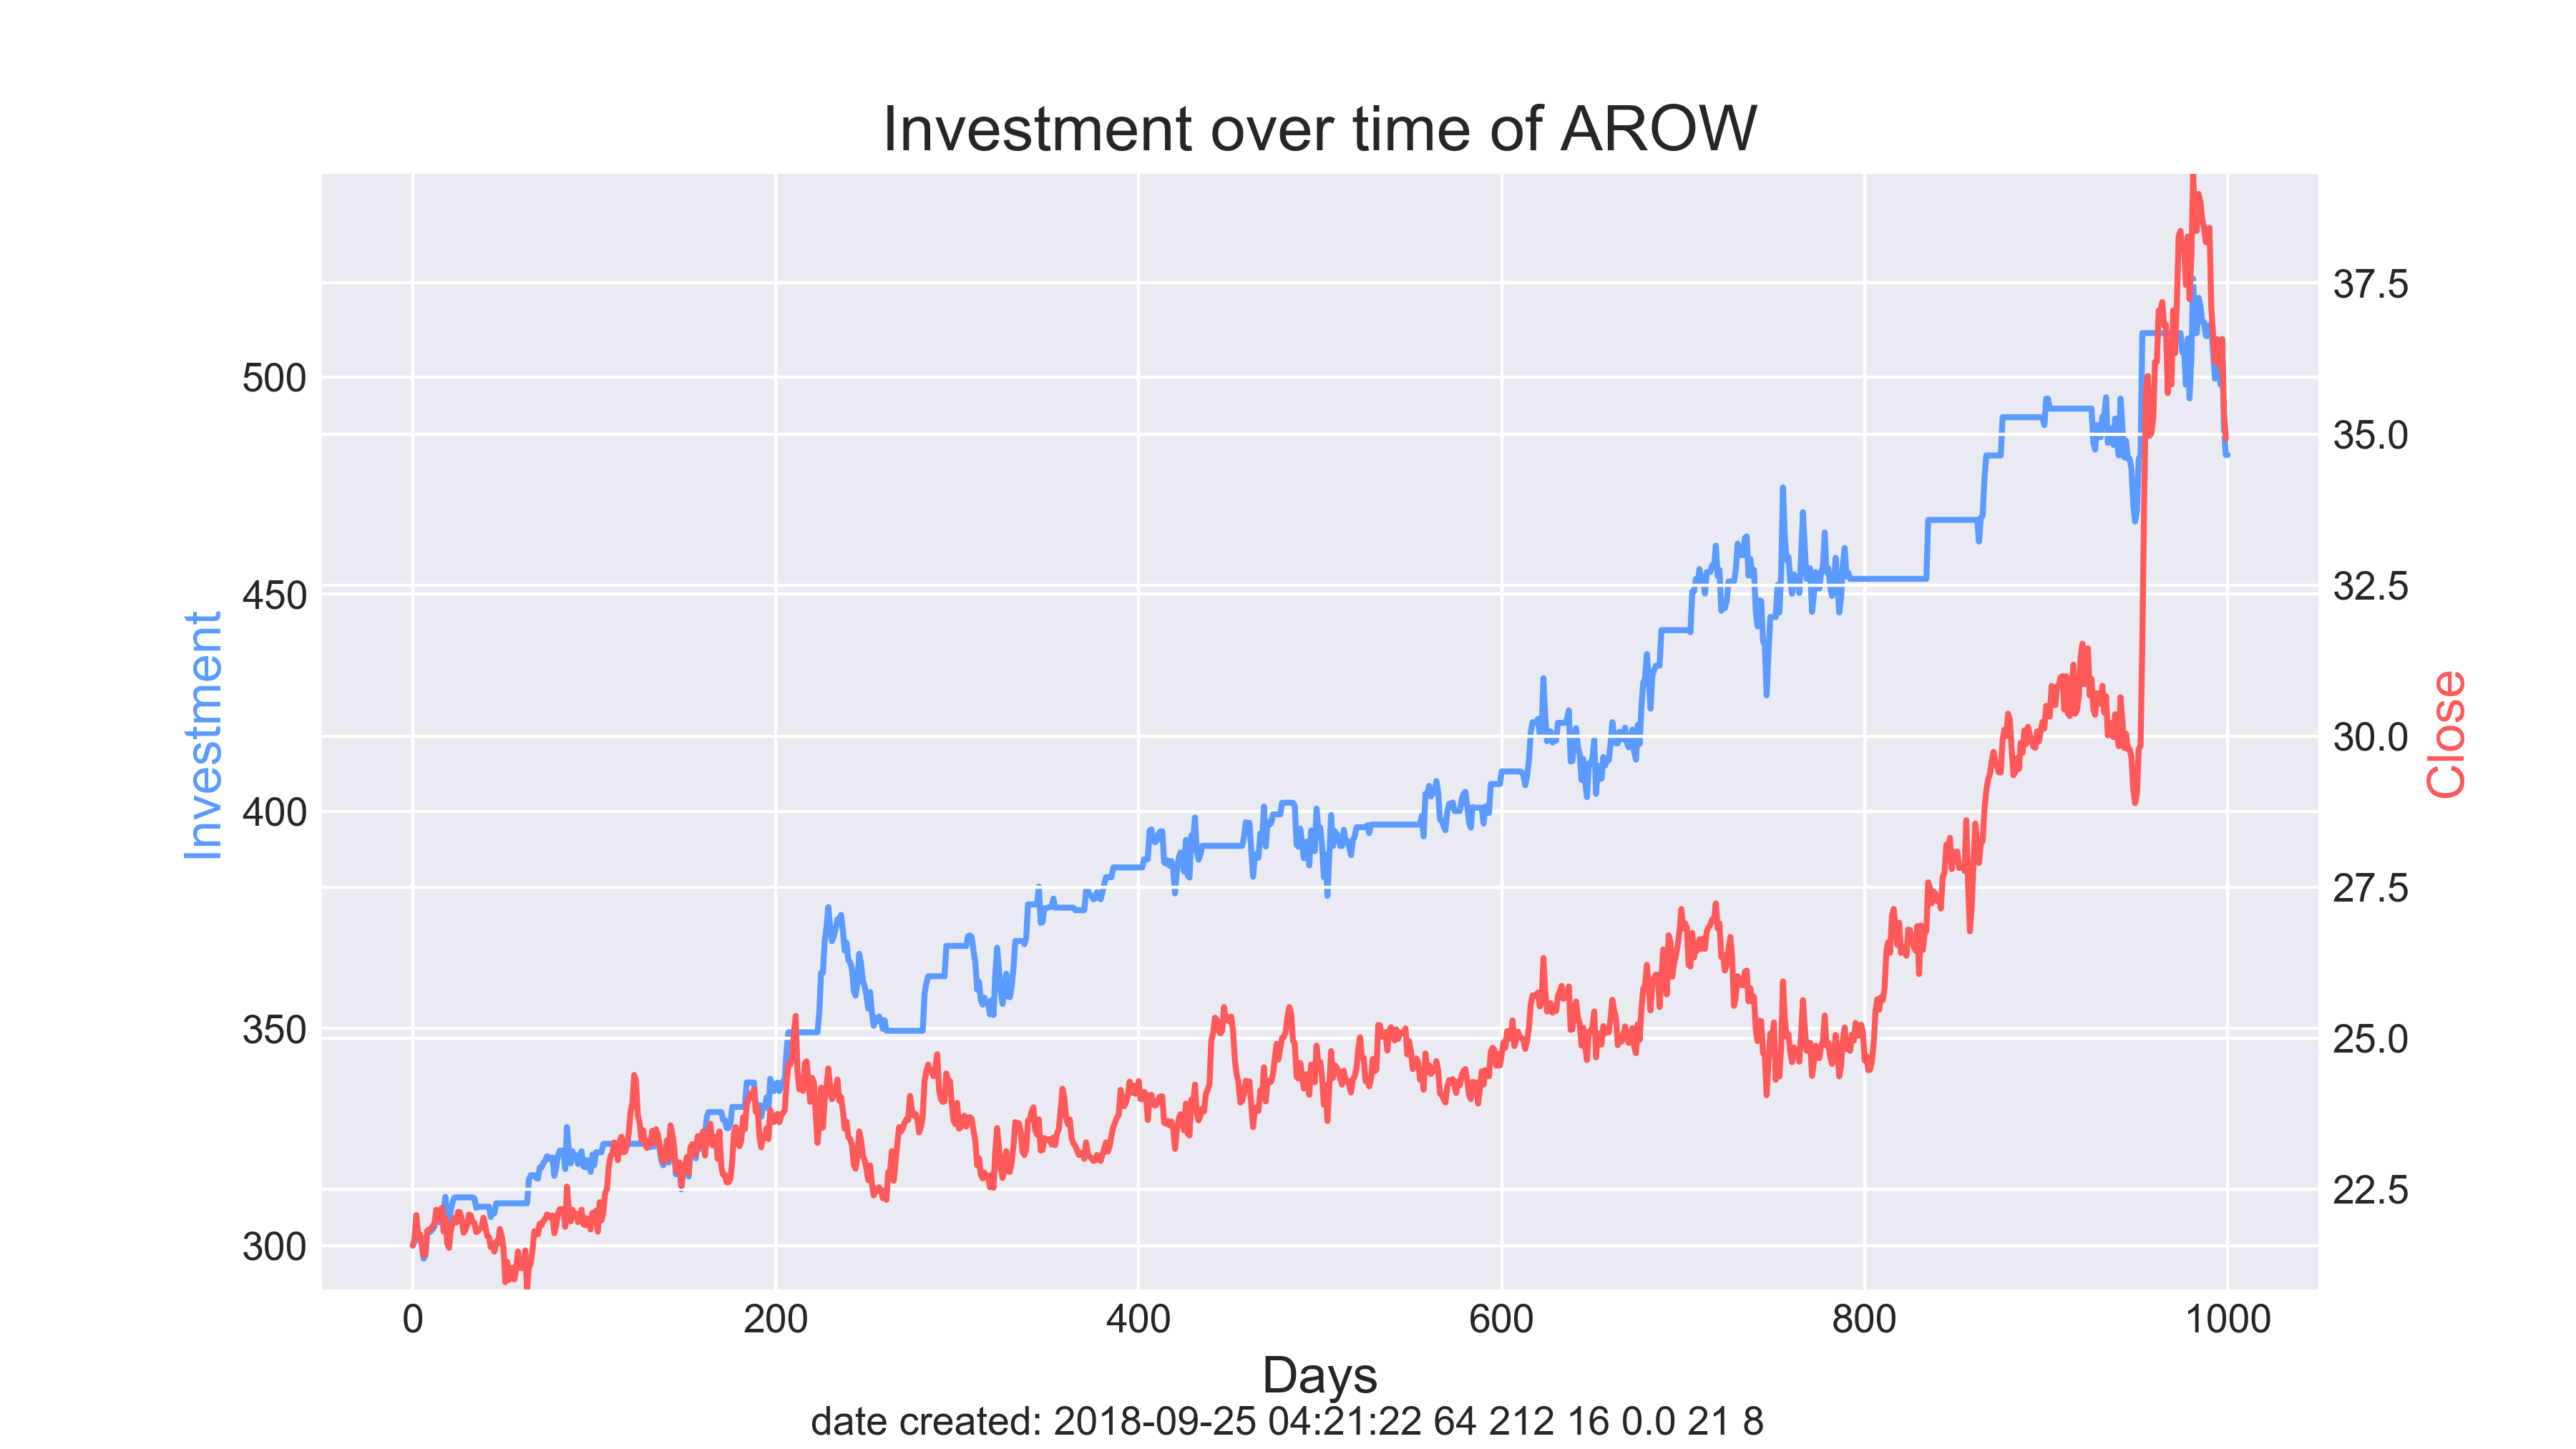 Investment over time of AROW
500
450
400
350
300
Investment
37.5
35.0
32.5
30.0
27.5
25.0
22.5
Close
0 200 400 600 800 1000
Days
date created: 2018-09-25 04:21:22 64 212 16 0.0 21 8